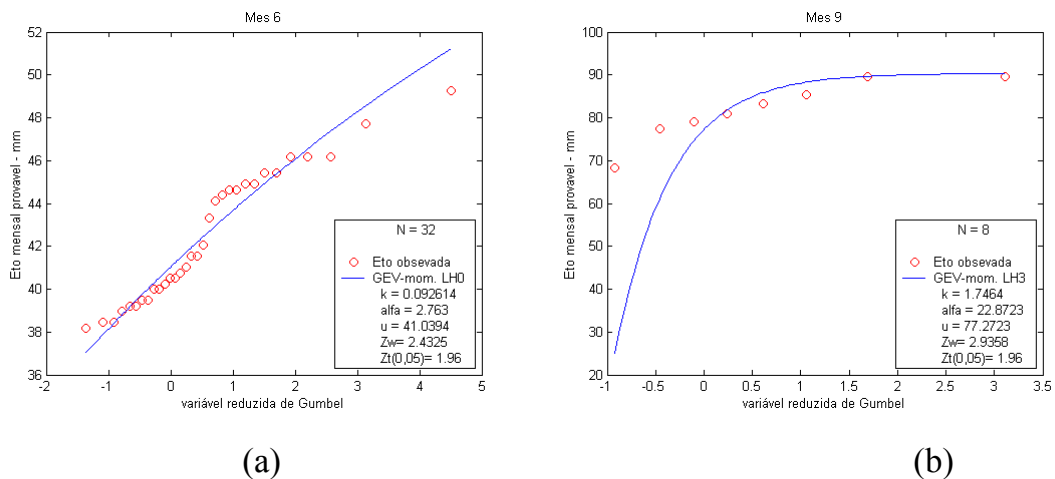 Mes 6
52
50
48
46
44
42
40
38
36
Eto mensal provavel - mm
N = 32
Eto obsevada
GEV-mom. LH0
k = 0.092614
alfa = 2.763
u = 41.0394
Zw= 2.4325
Zt(0,05)= 1.96
-2 -1 0 1 2 3 4 5
variável reduzida de Gumbel
(a)
Mes 9
100
90
80
70
60
50
40
30
20
Eto mensal provavel - mm
N = 8
Eto obsevada
GEV-mom. LH3
k = 1.7464
alfa = 22.8723
u = 77.2723
Zw= 2.9358
Zt(0,05)= 1.96
-1 -0.5 0 0.5 1 1.5 2 2.5 3 3.5
variável reduzida de Gumbel
(b)